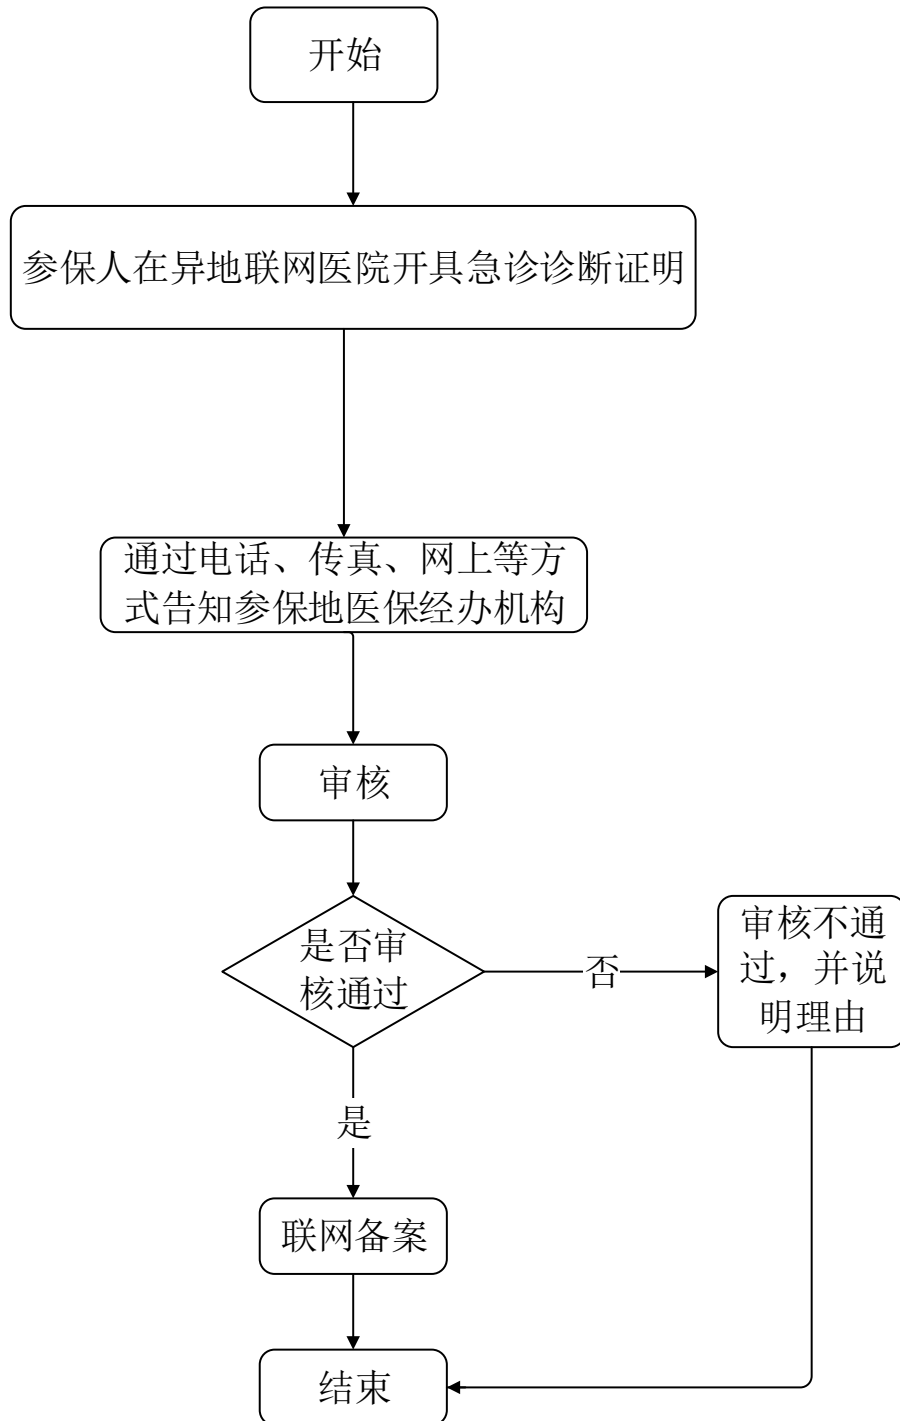 开始
参保人在异地联网医院开具急诊诊断证明
通过电话、传真、网上等方
式告知参保地医保经办机构
审核
是否审
核通过
否
审核不通
过，并说
明理由
是
联网备案
结束